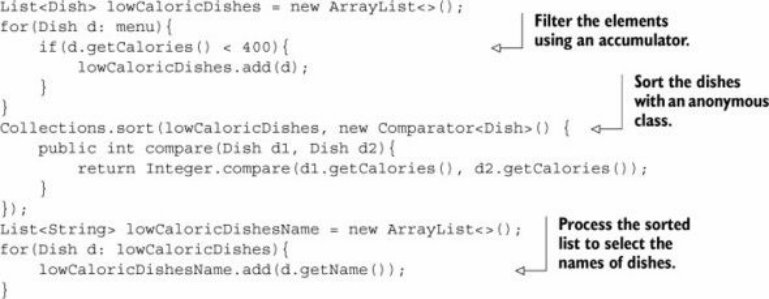 List<Dish> lowCaloricDishes = new ArrayList<>();
for(Dish d: menu){
Filter the elements
using an accumulator.
if(d.getCalories() < 400){
lowCaloricDishes.add(d);
}
}
Sort the dishes
with an anonymous
class.
Collections.sort(lowCaloricDishes, new Comparator<Dish>() {
public int compare(Dish d1, Dish d2){
return Integer.compare(d1.getCalories(), d2.getCalories());
}
});
List<String> lowCaloricDishesName = new ArrayList<>();
for(Dish d: lowCaloricDishes){
lowCaloricDishesName.add(d.getName());
}
Process the sorted
list to select the
names of dishes.